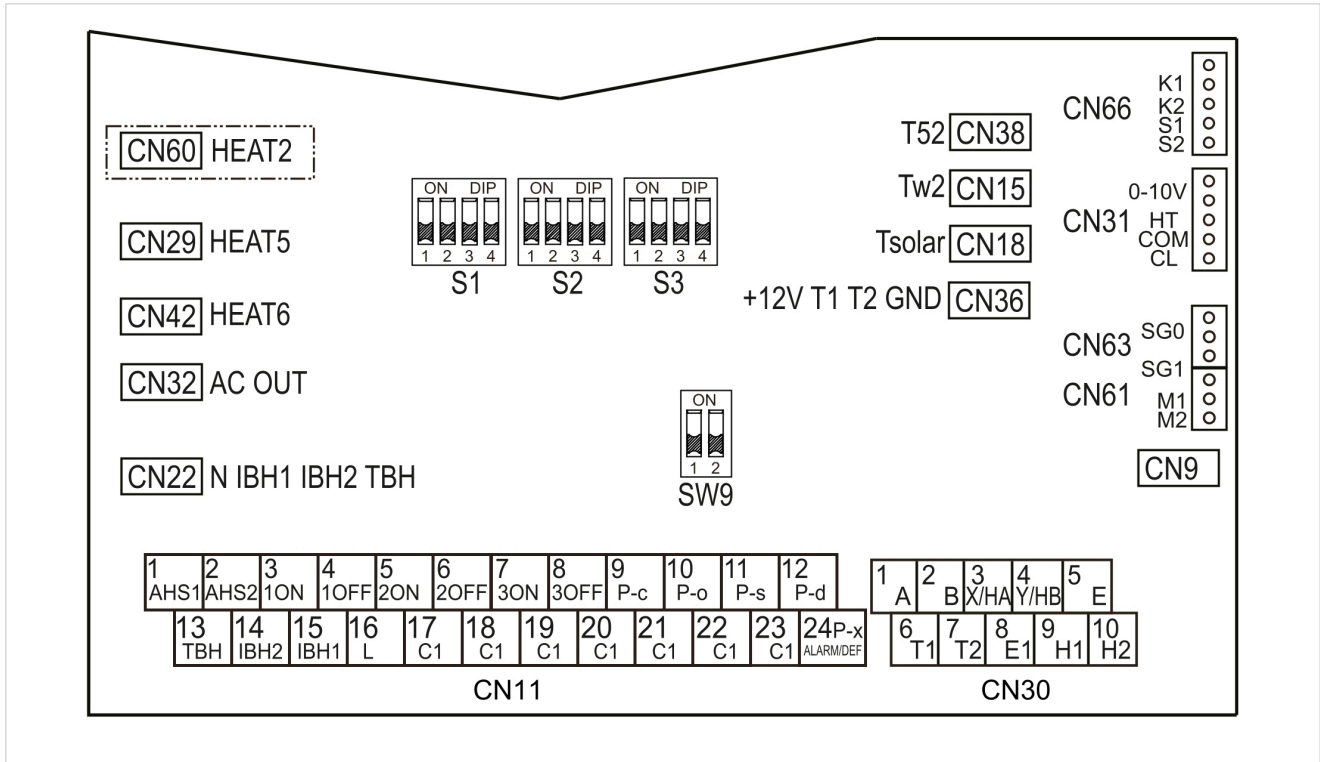 CN60 HEAT2
CN29 HEAT5
CN42 HEAT6
CN32 AC OUT
CN22 N IBH1 IBH2 TBH
ON DIP
1 2 3 4
S1
ON DIP
1 2 3 4
S2
ON DIP
1 2 3 4
S3
ON
1 2
SW9
T52 CN38
Tw2 CN15
Tsolar CN18
+12V T1 T2 GND CN36
CN66
K1
K2
S1
S2
CN31
0-10V
HT
COM
CL
CN63
SG0
SG1
CN61
M1
M2
CN9
1 2 3 4 5 6 7 8 9 10 11 12
AHS1 AHS2 1ON 1OFF 2ON 2OFF 3ON 3OFF P-c P-o P-s P-d
13 14 15 16 17 18 19 20 21 22 23 24 P-x
TBH IBH2 IBH1 L C1 C1 C1 C1 C1 C1 C1 ALARM/DEF
CN11
1 2 3 4 5
A B X/HA Y/HB E
6 7 8 9 10
T1 T2 E1 H1 H2
CN30